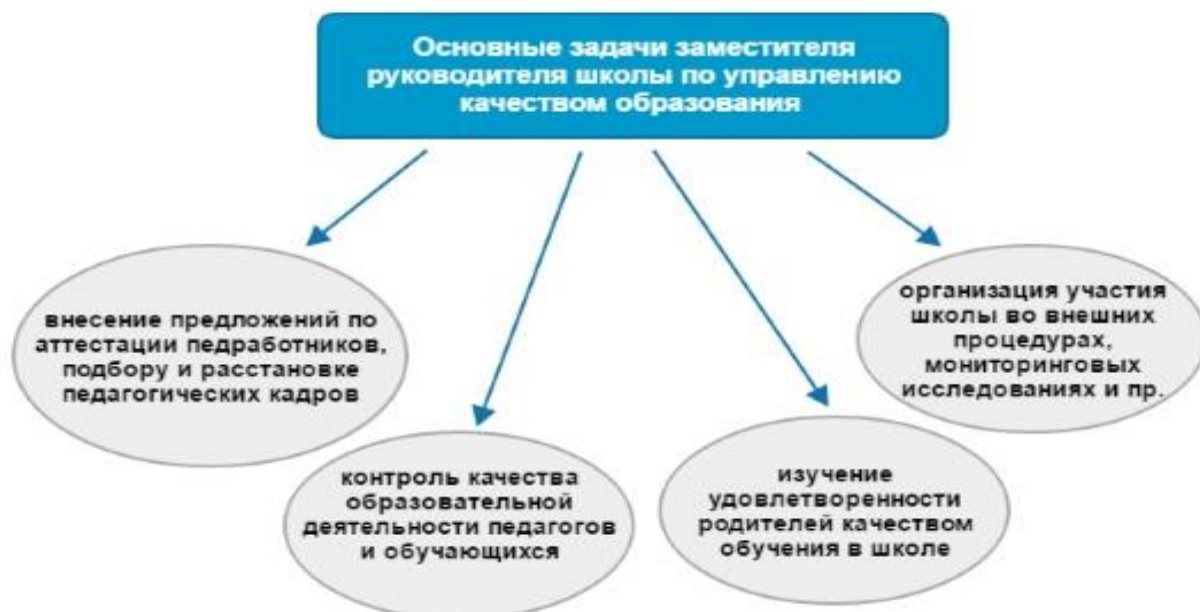 Основные задачи заместителя
руководителя школы по управлению
качеством образования
внесение предложений по
аттестации педработников,
подбору и расстановке
педагогических кадров
контроль качества
образовательной
деятельности педагогов
и обучающихся
изучение
удовлетворенности
родителей качеством
обучения в школе
организация участия
школы во внешних
процедурах,
мониторинговых
исследованиях и пр.